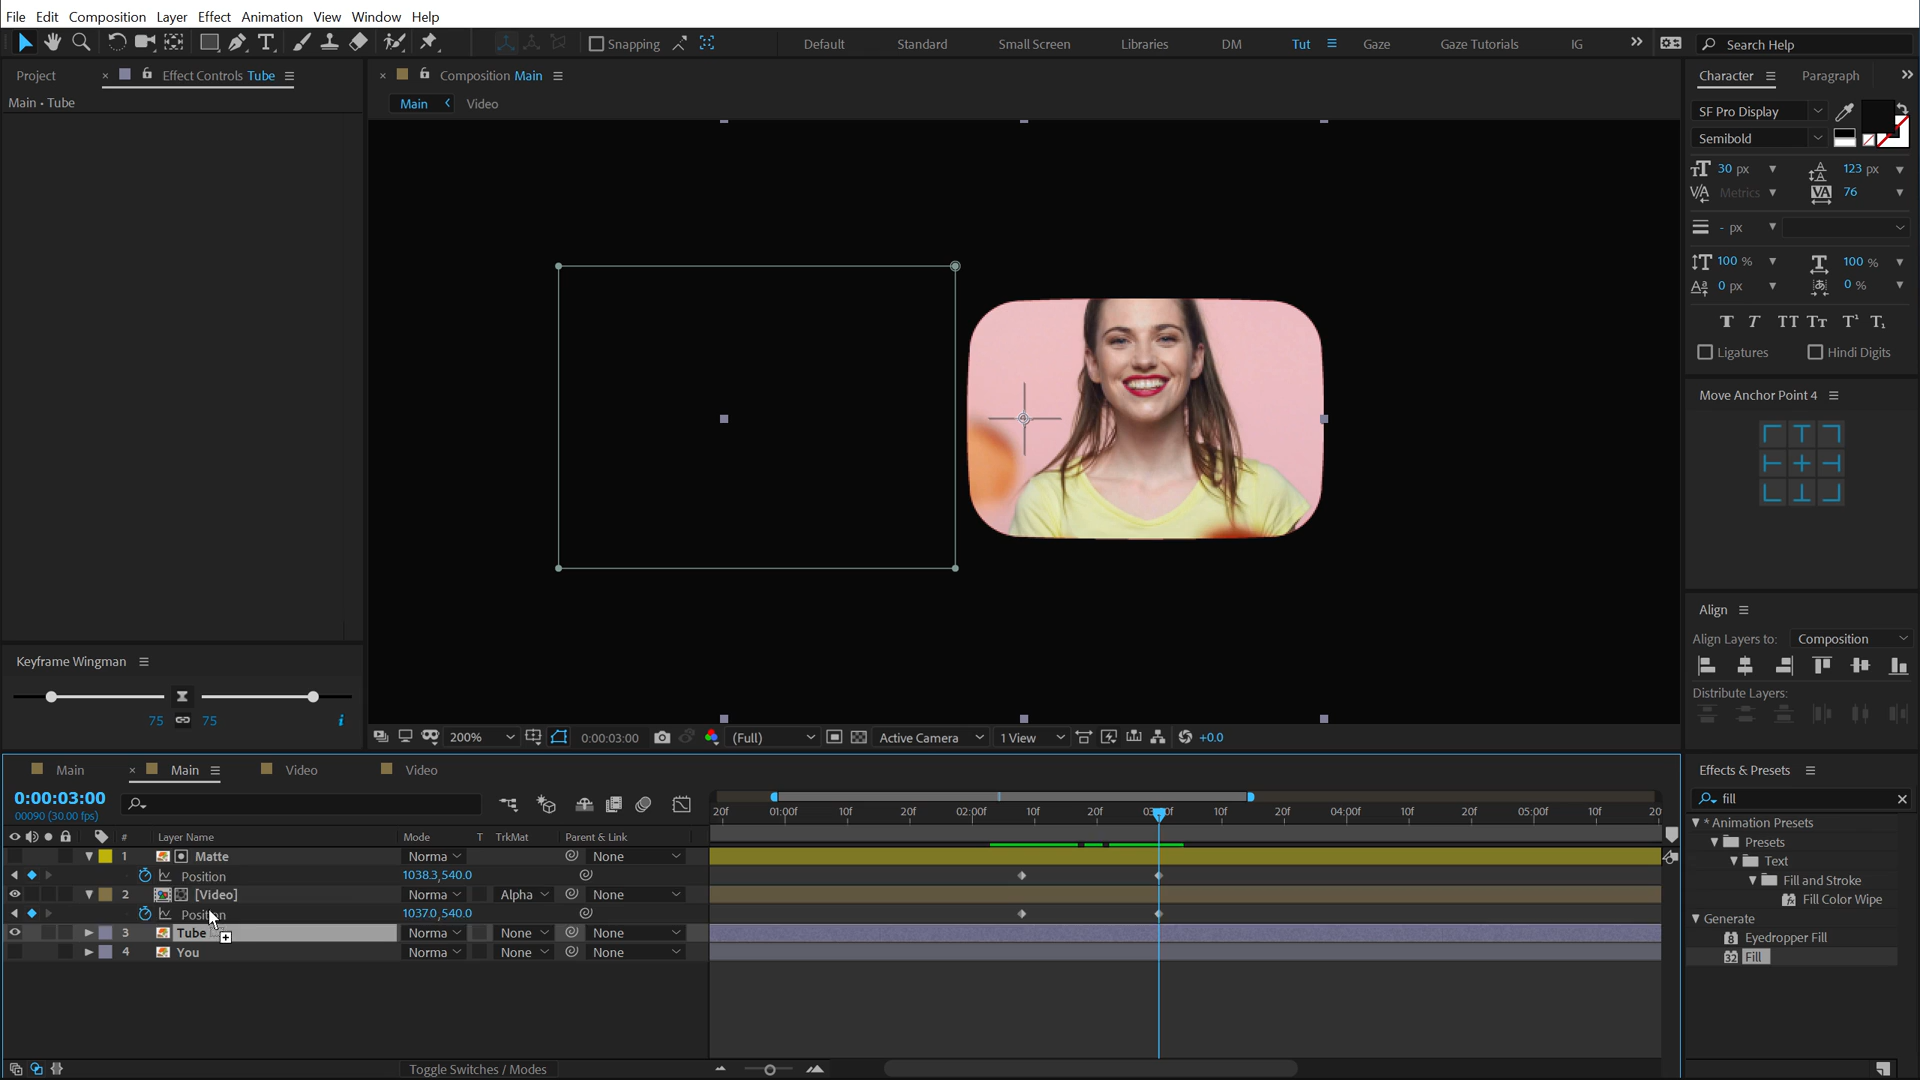 File Edit Composition Layer Effect Animation View Window Help
Snapping Default Standard Small Screen Libraries DM Tut Gaze Gaze Tutorials IG Search Help
Project Effect Controls Tube
Main • Tube
Composition Main
Main Video
Character Paragraph
SF Pro Display
Semibold
30 px 123 px
Metrics 76
- px
100 % 100 %
0 px 0 %
Ligatures Hindi Digits
Move Anchor Point 4
Align
Align Layers to: Composition
Distribute Layers:
Keyframe Wingman
75 75
200% 0:00:03:00 (Full) Active Camera 1 View +0.0
Main Main Video Video
0:00:03:00
00090 (30.00 fps)
20f 01:00f 10f 20f 02:00f 10f 20f 10f 20f 04:00f 10f 20f 05:00f 10f 20
# Layer Name Mode T TrkMat Parent & Link
1 Matte Norma None
Position 1038.3,540.0
2 [Video] Norma Alpha None
Position 1037.0,540.0
3 Tube Norma None None
4 You Norma None None
Toggle Switches / Modes
Effects & Presets
fill
* Animation Presets
Presets
Text
Fill and Stroke
Fill Color Wipe
Generate
Eyedropper Fill
Fill